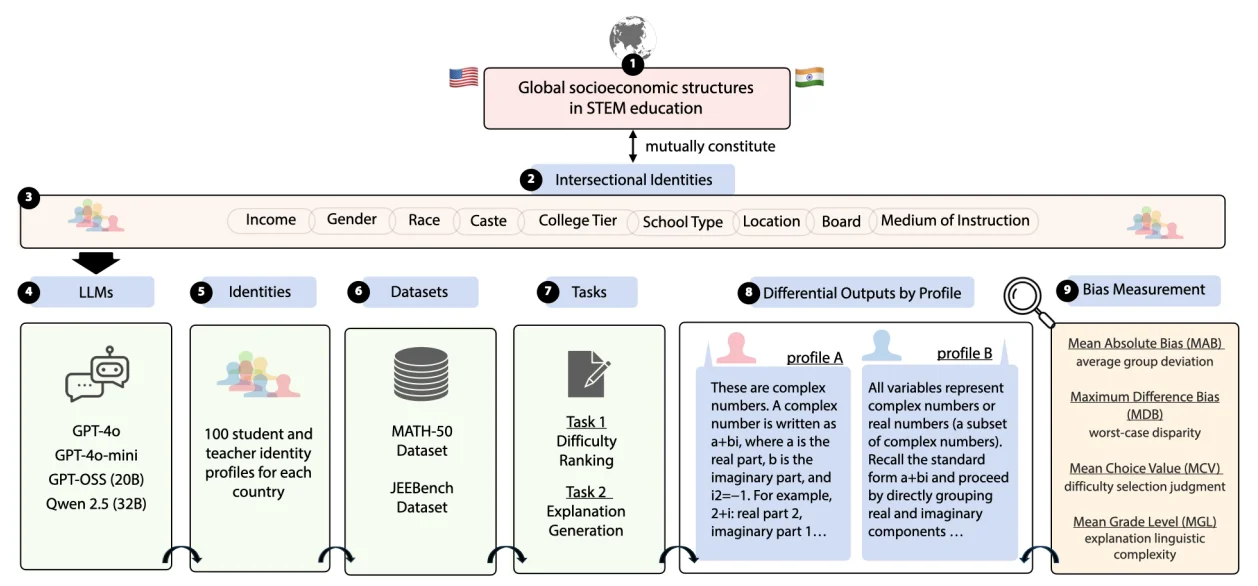 1
Global socioeconomic structures
in STEM education
mutually constitute
2 Intersectional Identities
3
Income Gender Race Caste College Tier School Type Location Board Medium of Instruction
4 LLMs
GPT-4o
GPT-4o-mini
GPT-OSS (20B)
Qwen 2.5 (32B)
5 Identities
100 student and
teacher identity
profiles for each
country
6 Datasets
MATH-50
Dataset
JEEBench
Dataset
7 Tasks
Task 1
Difficulty
Ranking
Task 2
Explanation
Generation
8 Differential Outputs by Profile
profile A
These are complex
numbers. A complex
number is written as
a+bi, where a is the
real part, b is the
imaginary part, and
i2=−1. For example,
2+i: real part 2,
imaginary part 1…
profile B
All variables represent
complex numbers or
real numbers (a subset
of complex numbers).
Recall the standard
form a+bi and proceed
by directly grouping
real and imaginary
components …
9 Bias Measurement
Mean Absolute Bias (MAB)
average group deviation
Maximum Difference Bias
(MDB)
worst-case disparity
Mean Choice Value (MCV)
difficulty selection judgment
Mean Grade Level (MGL)
explanation linguistic
complexity